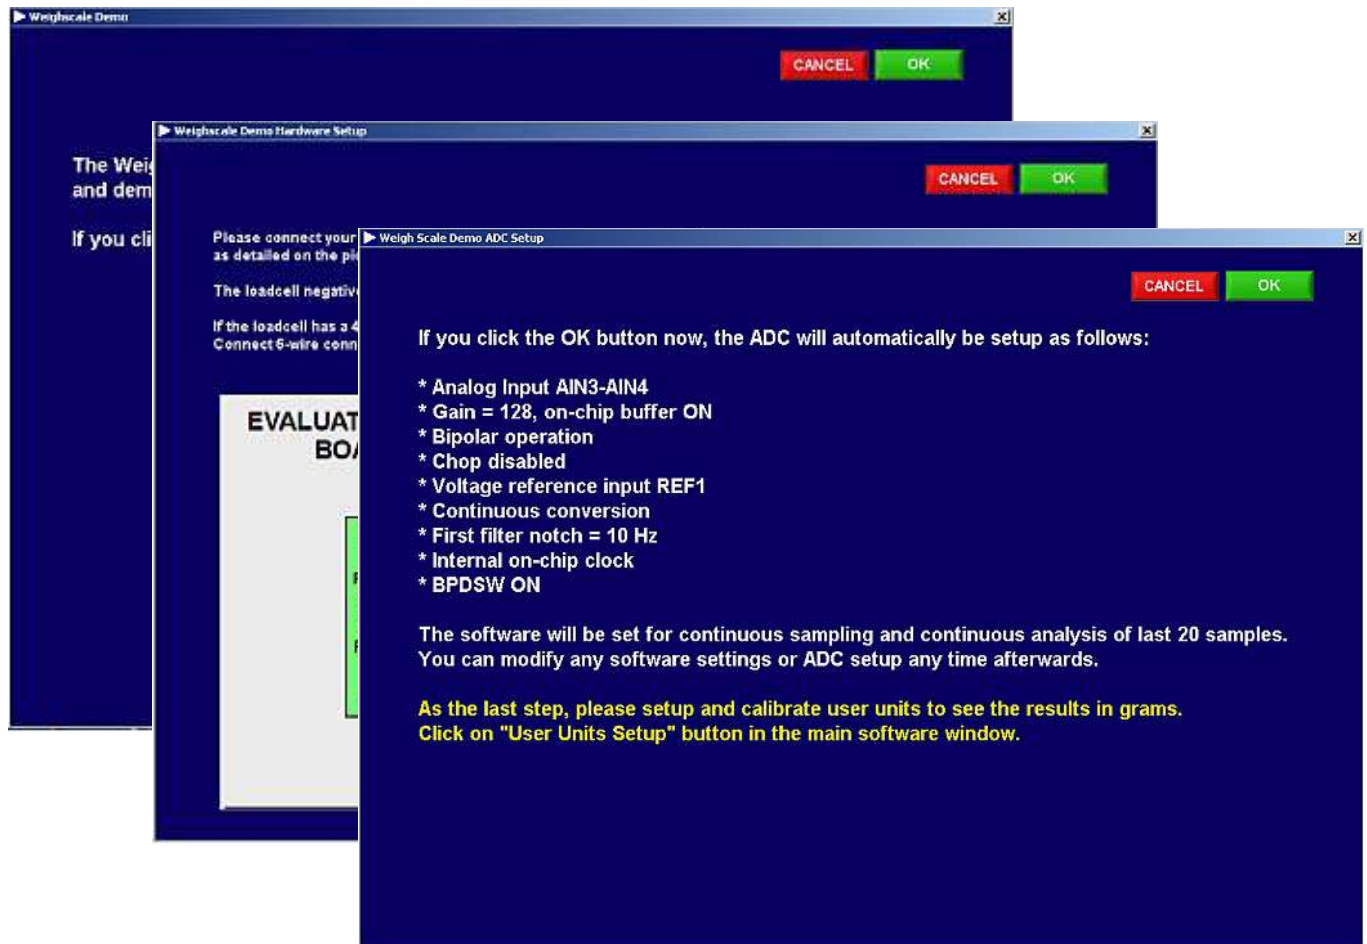 Weighscale Demo
CANCEL OK
The Weig
and dem
If you cli
Weighscale Demo Hardware Setup
CANCEL OK
Please connect your
as detailed on the pi
The loadcell negativ
If the loadcell has a 4
Connect 6-wire conn
EVALUAT
BOA
Weigh Scale Demo ADC Setup
CANCEL OK
If you click the OK button now, the ADC will automatically be setup as follows:
* Analog Input AIN3-AIN4
* Gain = 128, on-chip buffer ON
* Bipolar operation
* Chop disabled
* Voltage reference input REF1
* Continuous conversion
* First filter notch = 10 Hz
* Internal on-chip clock
* BPDSW ON
The software will be set for continuous sampling and continuous analysis of last 20 samples.
You can modify any software settings or ADC setup any time afterwards.
As the last step, please setup and calibrate user units to see the results in grams.
Click on "User Units Setup" button in the main software window.